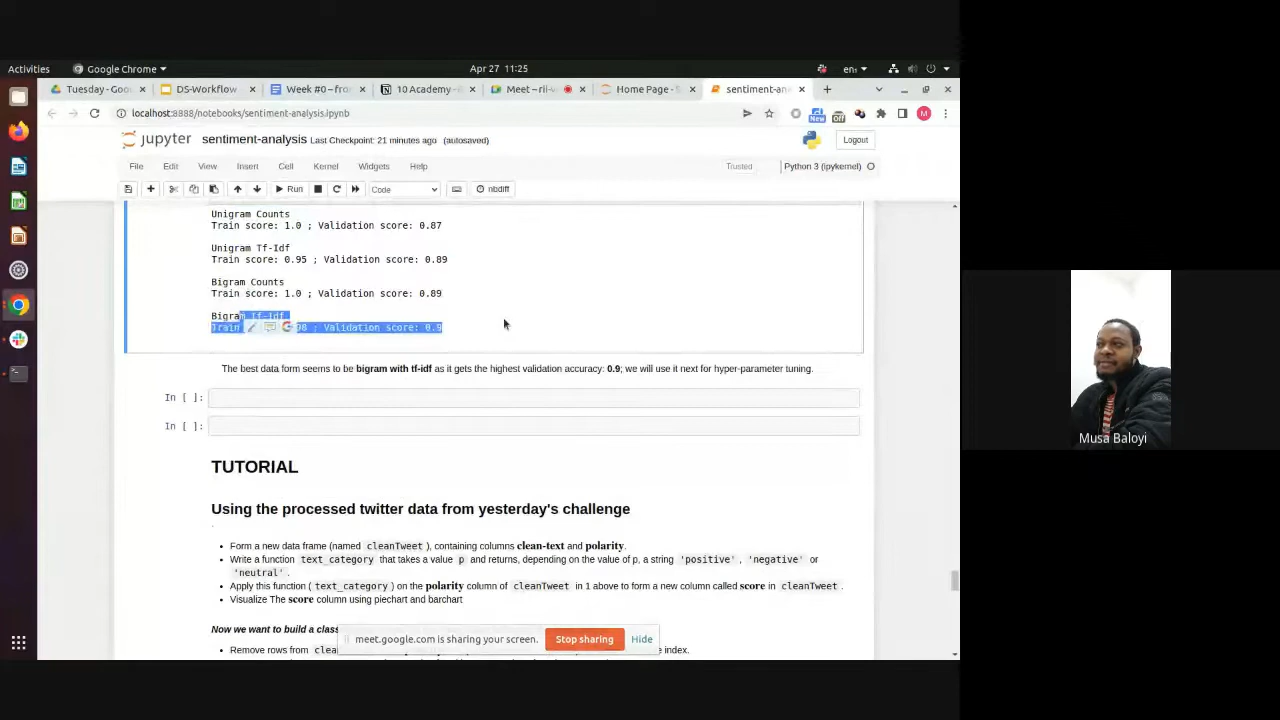 Activities
Google Chrome
Apr 27 11:25
en₁
Tuesday - Goo
DS-Workflow
Week #0 – fro
10 Academy -
Meet – rii-v
Home Page - S
sentiment-an
localhost:8888/notebooks/sentiment-analysis.ipynb
New
Off
M
jupyter sentiment-analysis Last Checkpoint: 21 minutes ago (autosaved)
Logout
File Edit View Insert Cell Kernel Widgets Help
Trusted
Python 3 (ipykernel)
Run
Code
nbdiff
Unigram Counts
Train score: 1.0 ; Validation score: 0.87
Unigram Tf-Idf
Train score: 0.95 ; Validation score: 0.89
Bigram Counts
Train score: 1.0 ; Validation score: 0.89
Bigram Tf-Idf
Train 98 ; Validation score: 0.9
The best data form seems to be bigram with tf-idf as it gets the highest validation accuracy: 0.9; we will use it next for hyper-parameter tuning.
In [ ]:
In [ ]:
TUTORIAL
Using the processed twitter data from yesterday's challenge
.
• Form a new data frame (named cleanTweet ), containing columns clean-text and polarity.
• Write a function text_category that takes a value p and returns, depending on the value of p, a string 'positive' , 'negative' or
'neutral' .
• Apply this function ( text_category ) on the polarity column of cleanTweet in 1 above to form a new column called score in cleanTweet .
• Visualize The score column using piechart and barchart
Now we want to build a clas
meet.google.com is sharing your screen.
Stop sharing
Hide
• Remove rows from clea
e index.
Musa Baloyi